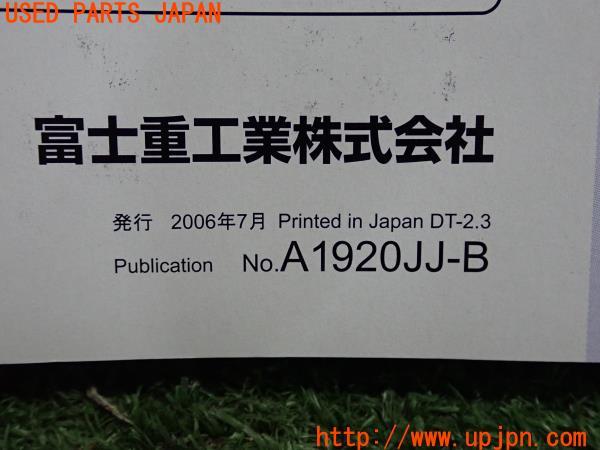 USED PARTS JAPAN
富士重工業株式会社
発行 2006年7月 Printed in Japan DT-2.3
Publication No.A1920JJ-B
http://www.upjpn.com